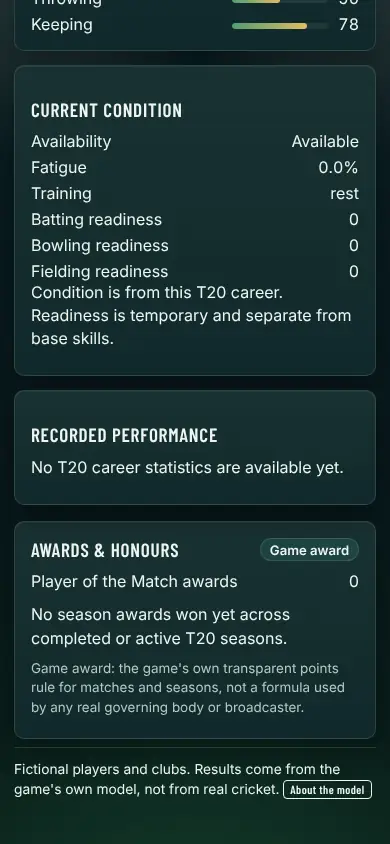 Throwing 50
Keeping 78
CURRENT CONDITION
Availability Available
Fatigue 0.0%
Training rest
Batting readiness 0
Bowling readiness 0
Fielding readiness 0
Condition is from this T20 career.
Readiness is temporary and separate from
base skills.
RECORDED PERFORMANCE
No T20 career statistics are available yet.
AWARDS & HONOURS Game award
Player of the Match awards 0
No season awards won yet across
completed or active T20 seasons.
Game award: the game's own transparent points
rule for matches and seasons, not a formula used
by any real governing body or broadcaster.
Fictional players and clubs. Results come from the
game's own model, not from real cricket. About the model